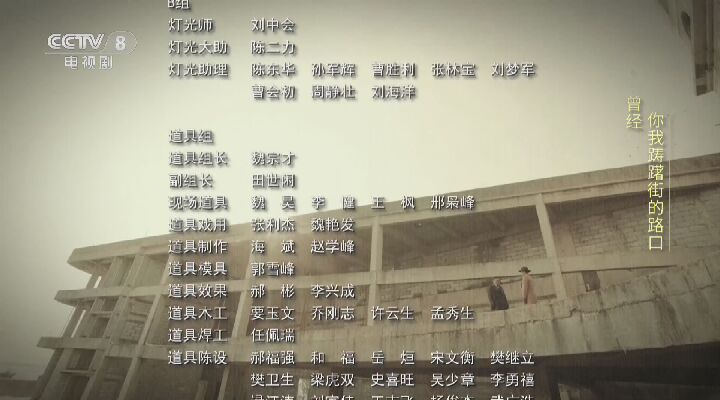 CCTV 8
电视剧
B组
灯光师 刘中会
灯光大助 陈二力
灯光助理 陈东华 孙军辉 曹胜利 张林宝 刘梦军
曹会初 周静壮 刘海洋
道具组
道具组长 魏宗才
副组长 田世闲
现场道具 魏昊 李健 王枫 邢枭峰
道具戏用 张利杰 魏艳发
道具制作 海斌 赵学峰
道具模具 郭雪峰
道具效果 郝彬 李兴成
道具木工 要玉文 乔刚志 许云生 孟秀生
道具焊工 任佩瑞
道具陈设 郝福强 和福 岳烜 宋文衡 樊继立
樊卫生 梁虎双 史喜旺 吴少章 李勇禧
曾经
你我踌躇街的路口